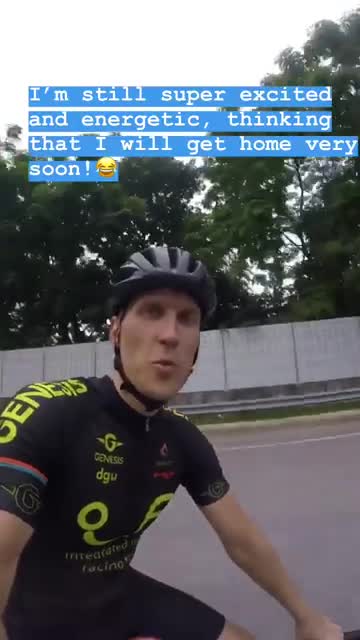 I'm still super excited
and energetic, thinking
that I will get home very
soon!😂
GENESIS
GENESIS
dgu
integrated
racing